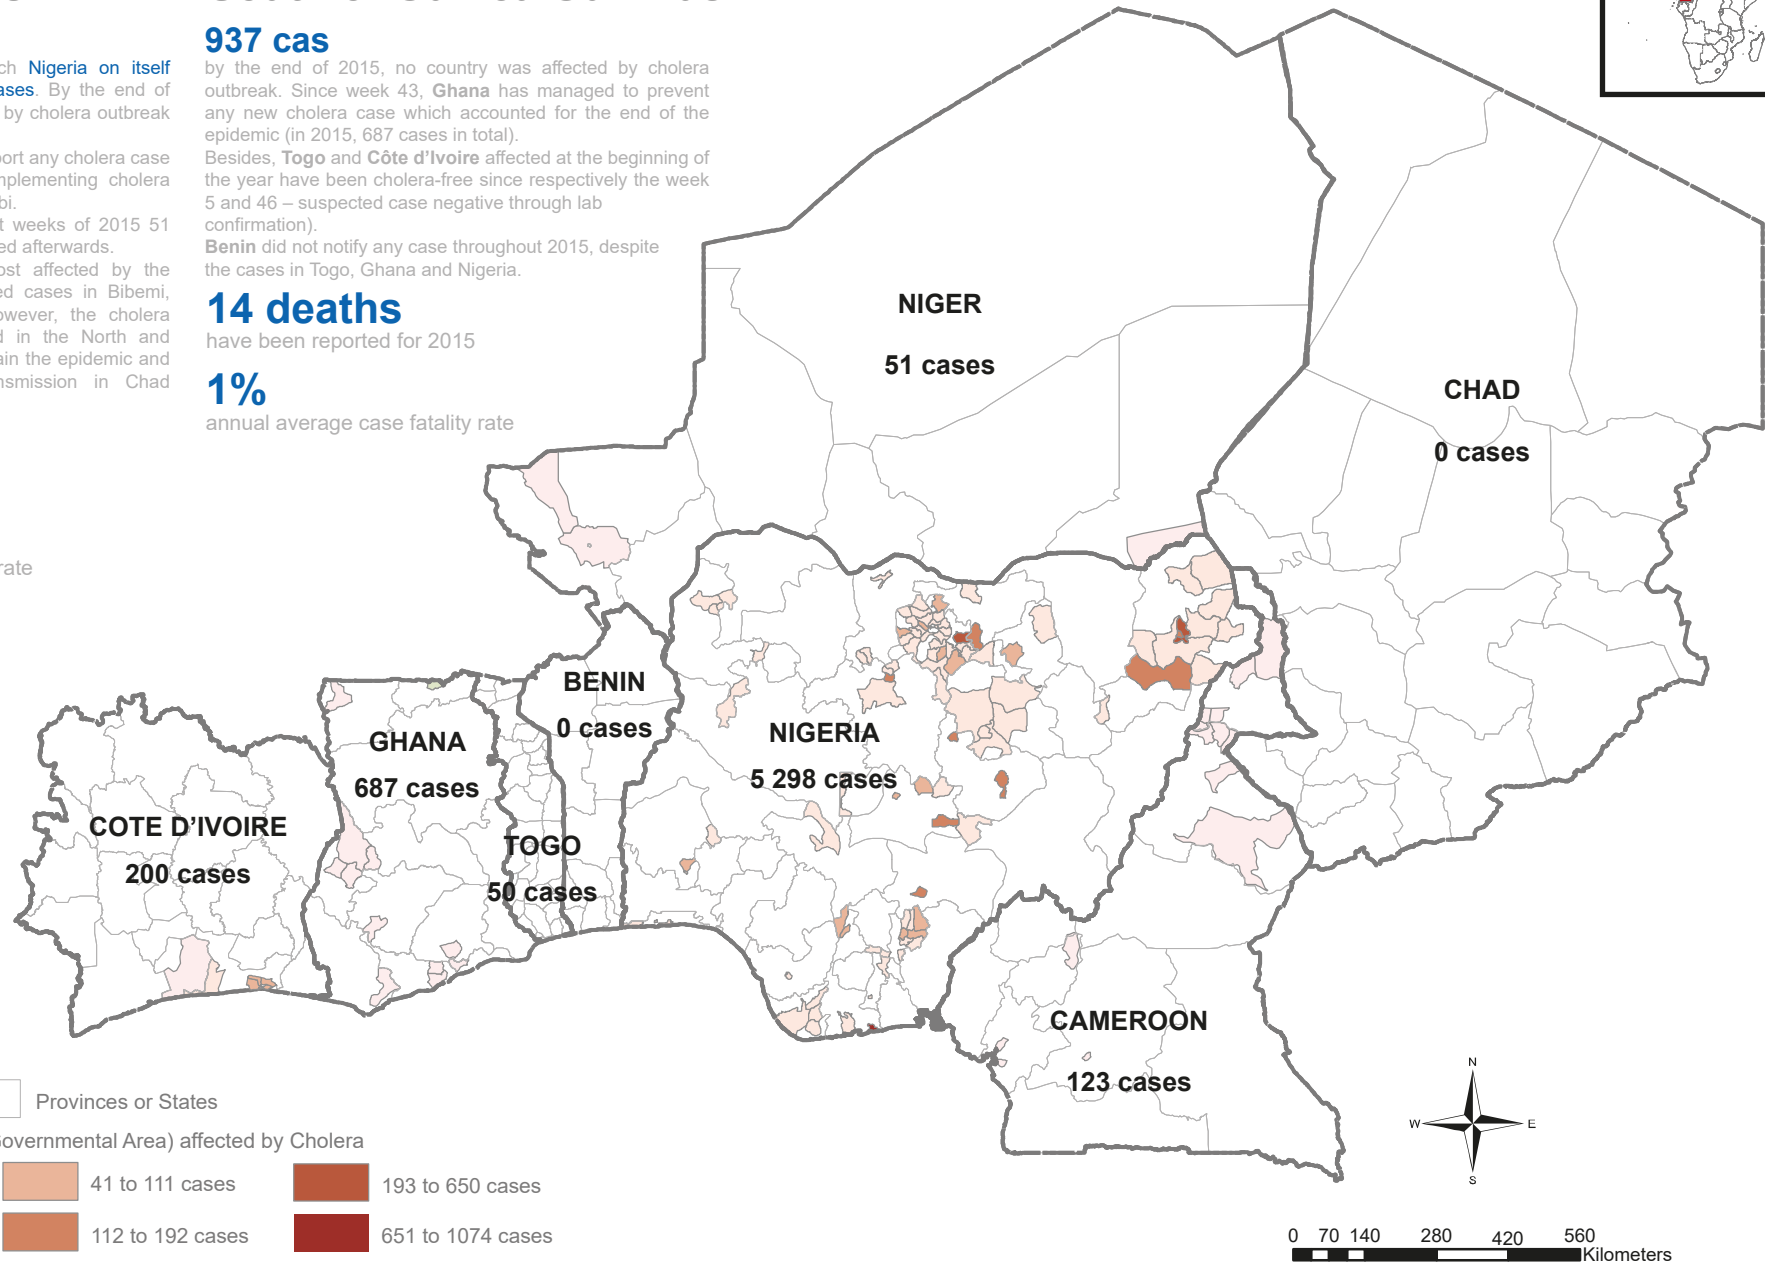 937 cas
by the end of 2015, no country was affected by cholera
outbreak. Since week 43, Ghana has managed to prevent
any new cholera case which accounted for the end of the
epidemic (in 2015, 687 cases in total).
Besides, Togo and Côte d'Ivoire affected at the beginning of
the year have been cholera-free since respectively the week
5 and 46 – suspected case negative through lab
confirmation).
Benin did not notify any case throughout 2015, despite
the cases in Togo, Ghana and Nigeria.
14 deaths
have been reported for 2015
1%
annual average case fatality rate
ch Nigeria on itself
ases. By the end of
by cholera outbreak
port any cholera case
mplementing cholera
bi.
t weeks of 2015 51
ed afterwards.
ost affected by the
ed cases in Bibemi,
owever, the cholera
d in the North and
ain the epidemic and
nsmission in Chad
rate
NIGER
51 cases
CHAD
0 cases
BENIN
0 cases
NIGERIA
5 298 cases
GHANA
687 cases
COTE D'IVOIRE
200 cases
TOGO
50 cases
CAMEROON
123 cases
Provinces or States
Governmental Area) affected by Cholera
41 to 111 cases
193 to 650 cases
112 to 192 cases
651 to 1074 cases
N
W
E
S
0 70 140 280 420 560
Kilometers